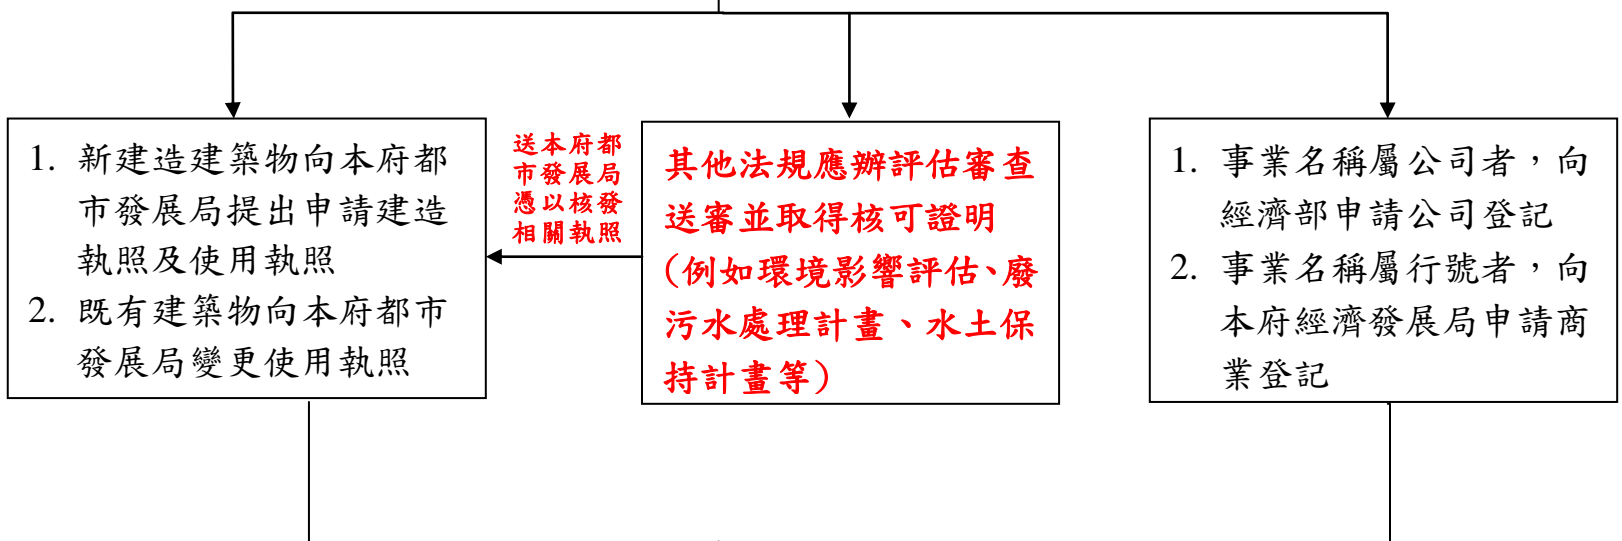 1. 新建造建築物向本府都
市發展局提出申請建造
執照及使用執照
2. 既有建築物向本府都市
發展局變更使用執照
送本府都
市發展局
憑以核發
相關執照
其他法規應辦評估審查
送審並取得核可證明
(例如環境影響評估、廢
污水處理計畫、水土保
持計畫等)
1. 事業名稱屬公司者，向
經濟部申請公司登記
2. 事業名稱屬行號者，向
本府經濟發展局申請商
業登記